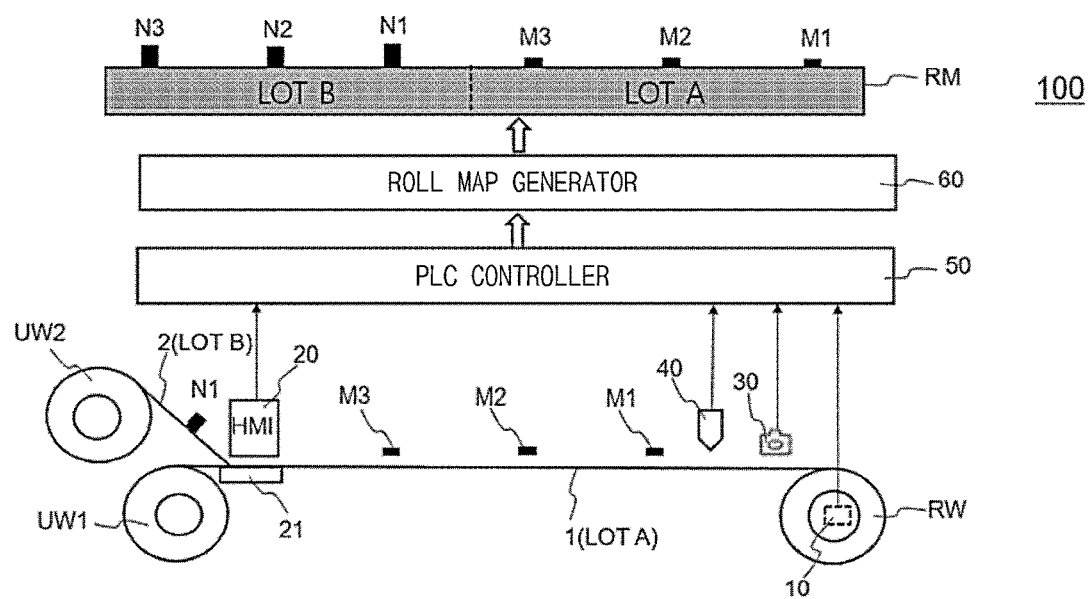 N3 N2 N1 M3 M2 M1
LOT B LOT A RM
100
ROLL MAP GENERATOR 60
PLC CONTROLLER 50
UW2 2(LOT B) 20 40 30
N1 HMI M3 M2 M1
UW1 21 1(LOT A) RW
10